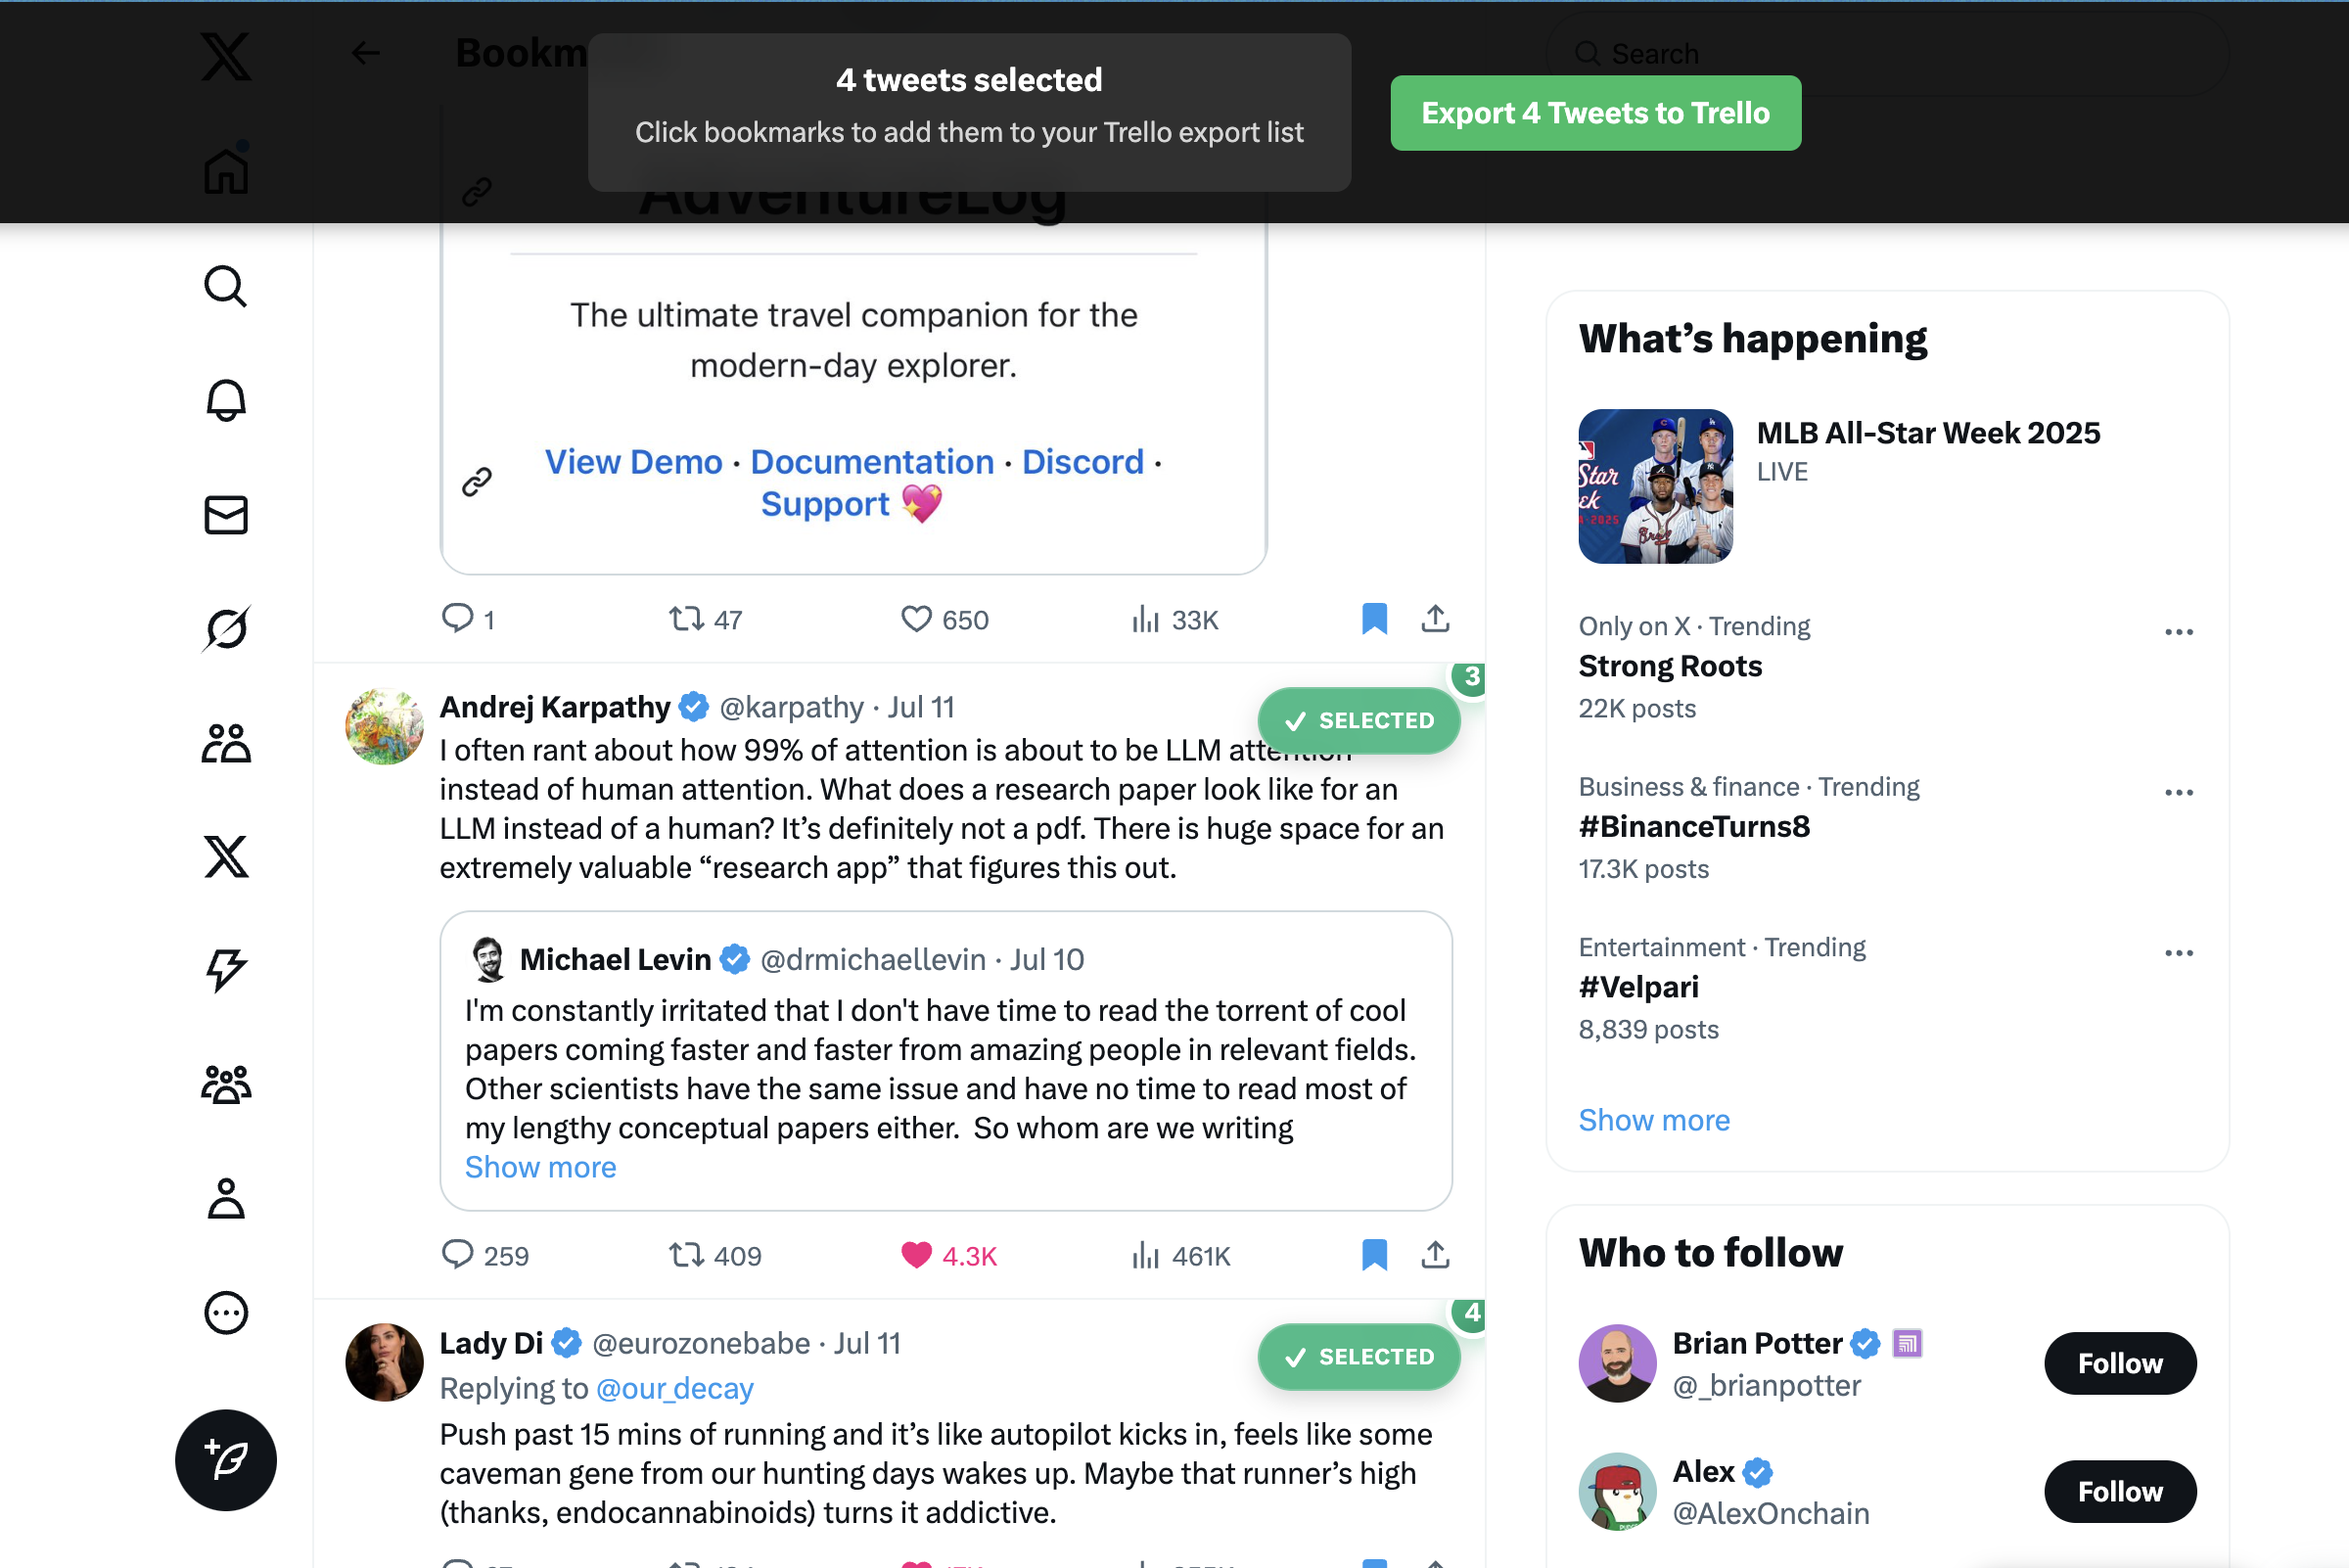 Bookm
Search
4 tweets selected
Click bookmarks to add them to your Trello export list
Export 4 Tweets to Trello
AdventureLog
The ultimate travel companion for the
modern-day explorer.
View Demo · Documentation · Discord ·
Support 💖
1 47 650 33K
3
Andrej Karpathy @karpathy · Jul 11
✓ SELECTED
I often rant about how 99% of attention is about to be LLM attention
instead of human attention. What does a research paper look like for an
LLM instead of a human? It’s definitely not a pdf. There is huge space for an
extremely valuable “research app” that figures this out.
Michael Levin @drmichaellevin · Jul 10
I'm constantly irritated that I don't have time to read the torrent of cool
papers coming faster and faster from amazing people in relevant fields.
Other scientists have the same issue and have no time to read most of
my lengthy conceptual papers either.  So whom are we writing
Show more
259 409 4.3K 461K
4
Lady Di @eurozonebabe · Jul 11
✓ SELECTED
Replying to @our_decay
Push past 15 mins of running and it’s like autopilot kicks in, feels like some
caveman gene from our hunting days wakes up. Maybe that runner’s high
(thanks, endocannabinoids) turns it addictive.
What’s happening
Star
ek
2025
MLB All-Star Week 2025
LIVE
Only on X · Trending
Strong Roots
22K posts
Business & finance · Trending
#BinanceTurns8
17.3K posts
Entertainment · Trending
#Velpari
8,839 posts
Show more
Who to follow
Brian Potter
@_brianpotter
Follow
Alex
@AlexOnchain
Follow